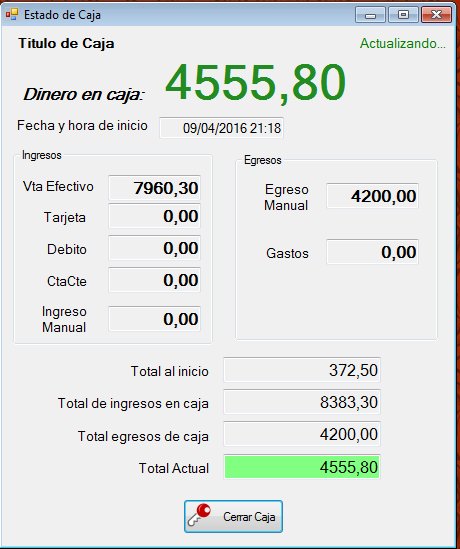 Estado de Caja
Titulo de Caja
Actualizando...
Dinero en caja: 4555,80
Fecha y hora de inicio 09/04/2016 21:18
Ingresos
Vta Efectivo 7960,30
Tarjeta 0,00
Debito 0,00
CtaCte 0,00
Ingreso
Manual 0,00
Egresos
Egreso
Manual 4200,00
Gastos 0,00
Total al inicio 372,50
Total de ingresos en caja 8383,30
Total egresos de caja 4200,00
Total Actual 4555,80
Cerrar Caja